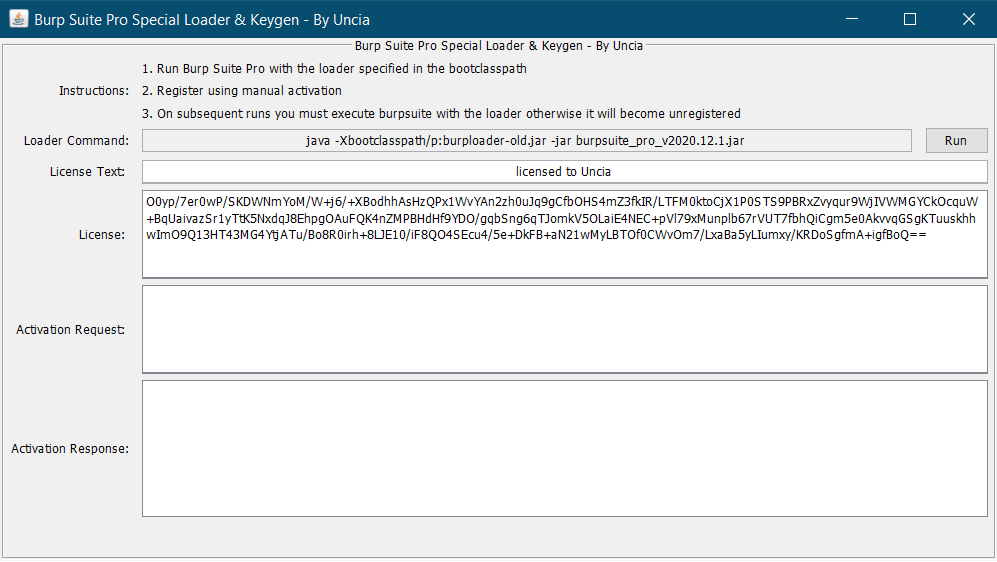 Burp Suite Pro Special Loader & Keygen - By Uncia
Burp Suite Pro Special Loader & Keygen - By Uncia
Instructions:
1. Run Burp Suite Pro with the loader specified in the bootclasspath
2. Register using manual activation
3. On subsequent runs you must execute burpsuite with the loader otherwise it will become unregistered
Loader Command:
java -Xbootclasspath/p:burploader-old.jar -jar burpsuite_pro_v2020.12.1.jar
Run
License Text:
licensed to Uncia
License:
O0yp/7er0wP/SKDWNmYoM/W+j6/+XBodhhAsHzQPx1WvYAn2zh0uJq9gCfbOHS4mZ3fkIR/LTFM0ktoCjX1P0STS9PBRxZvyqur9WjIVWMGYCkOcquW
+BqUaivazSr1yTtK5NxdqJ8EhpgOAuFQK4nZMPBHdHf9YDO/gqbSng6qTJomkV5OLaiE4NEC+pVl79xMunplb67rVUT7fbhQiCgm5e0AkvvqGSgKTuuskhh
wImO9Q13HT43MG4YtjATu/Bo8R0irh+8LJE10/iF8QO4SEcu4/5e+DkFB+aN21wMyLBTOf0CWvOm7/LxaBa5yLIumxy/KRDoSgfmA+igfBoQ==
Activation Request:
Activation Response: